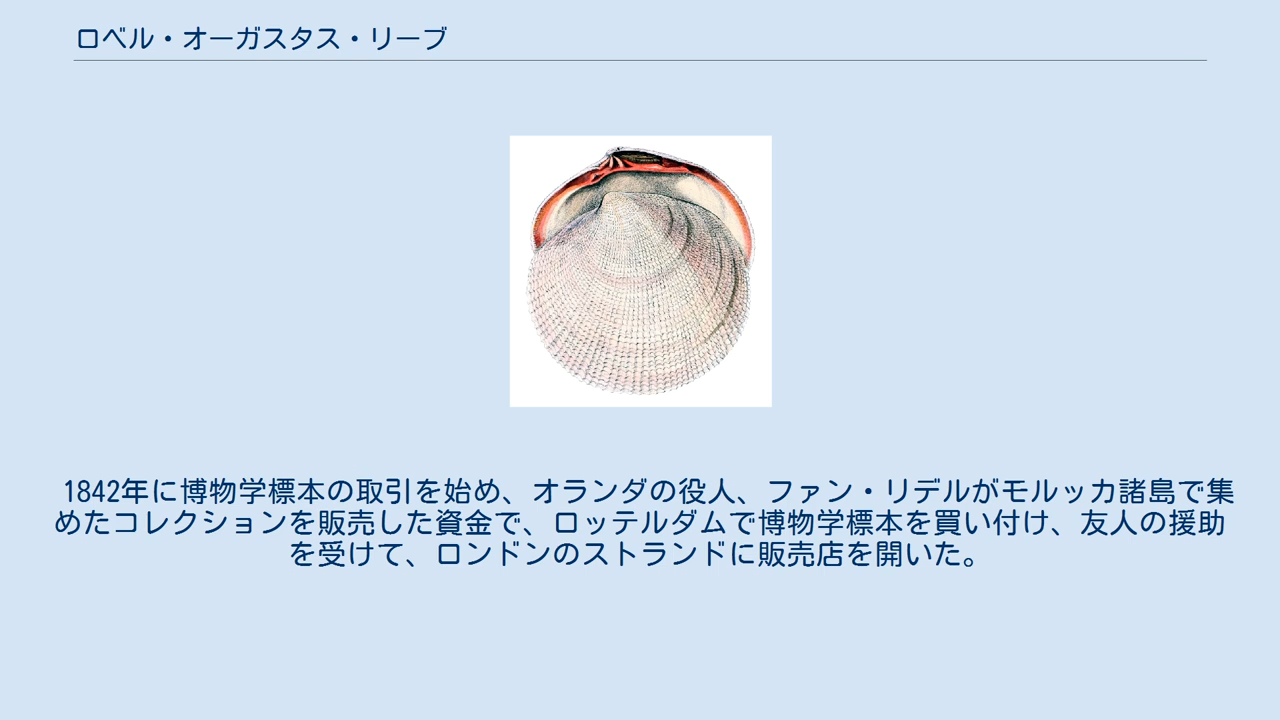 ロベル・オーガスタス・リーブ
1842年に博物学標本の取引を始め、オランダの役人、ファン・リデルがモルッカ諸島で集
めたコレクションを販売した資金で、ロッテルダムで博物学標本を買い付け、友人の援助
を受けて、ロンドンのストランドに販売店を開いた。